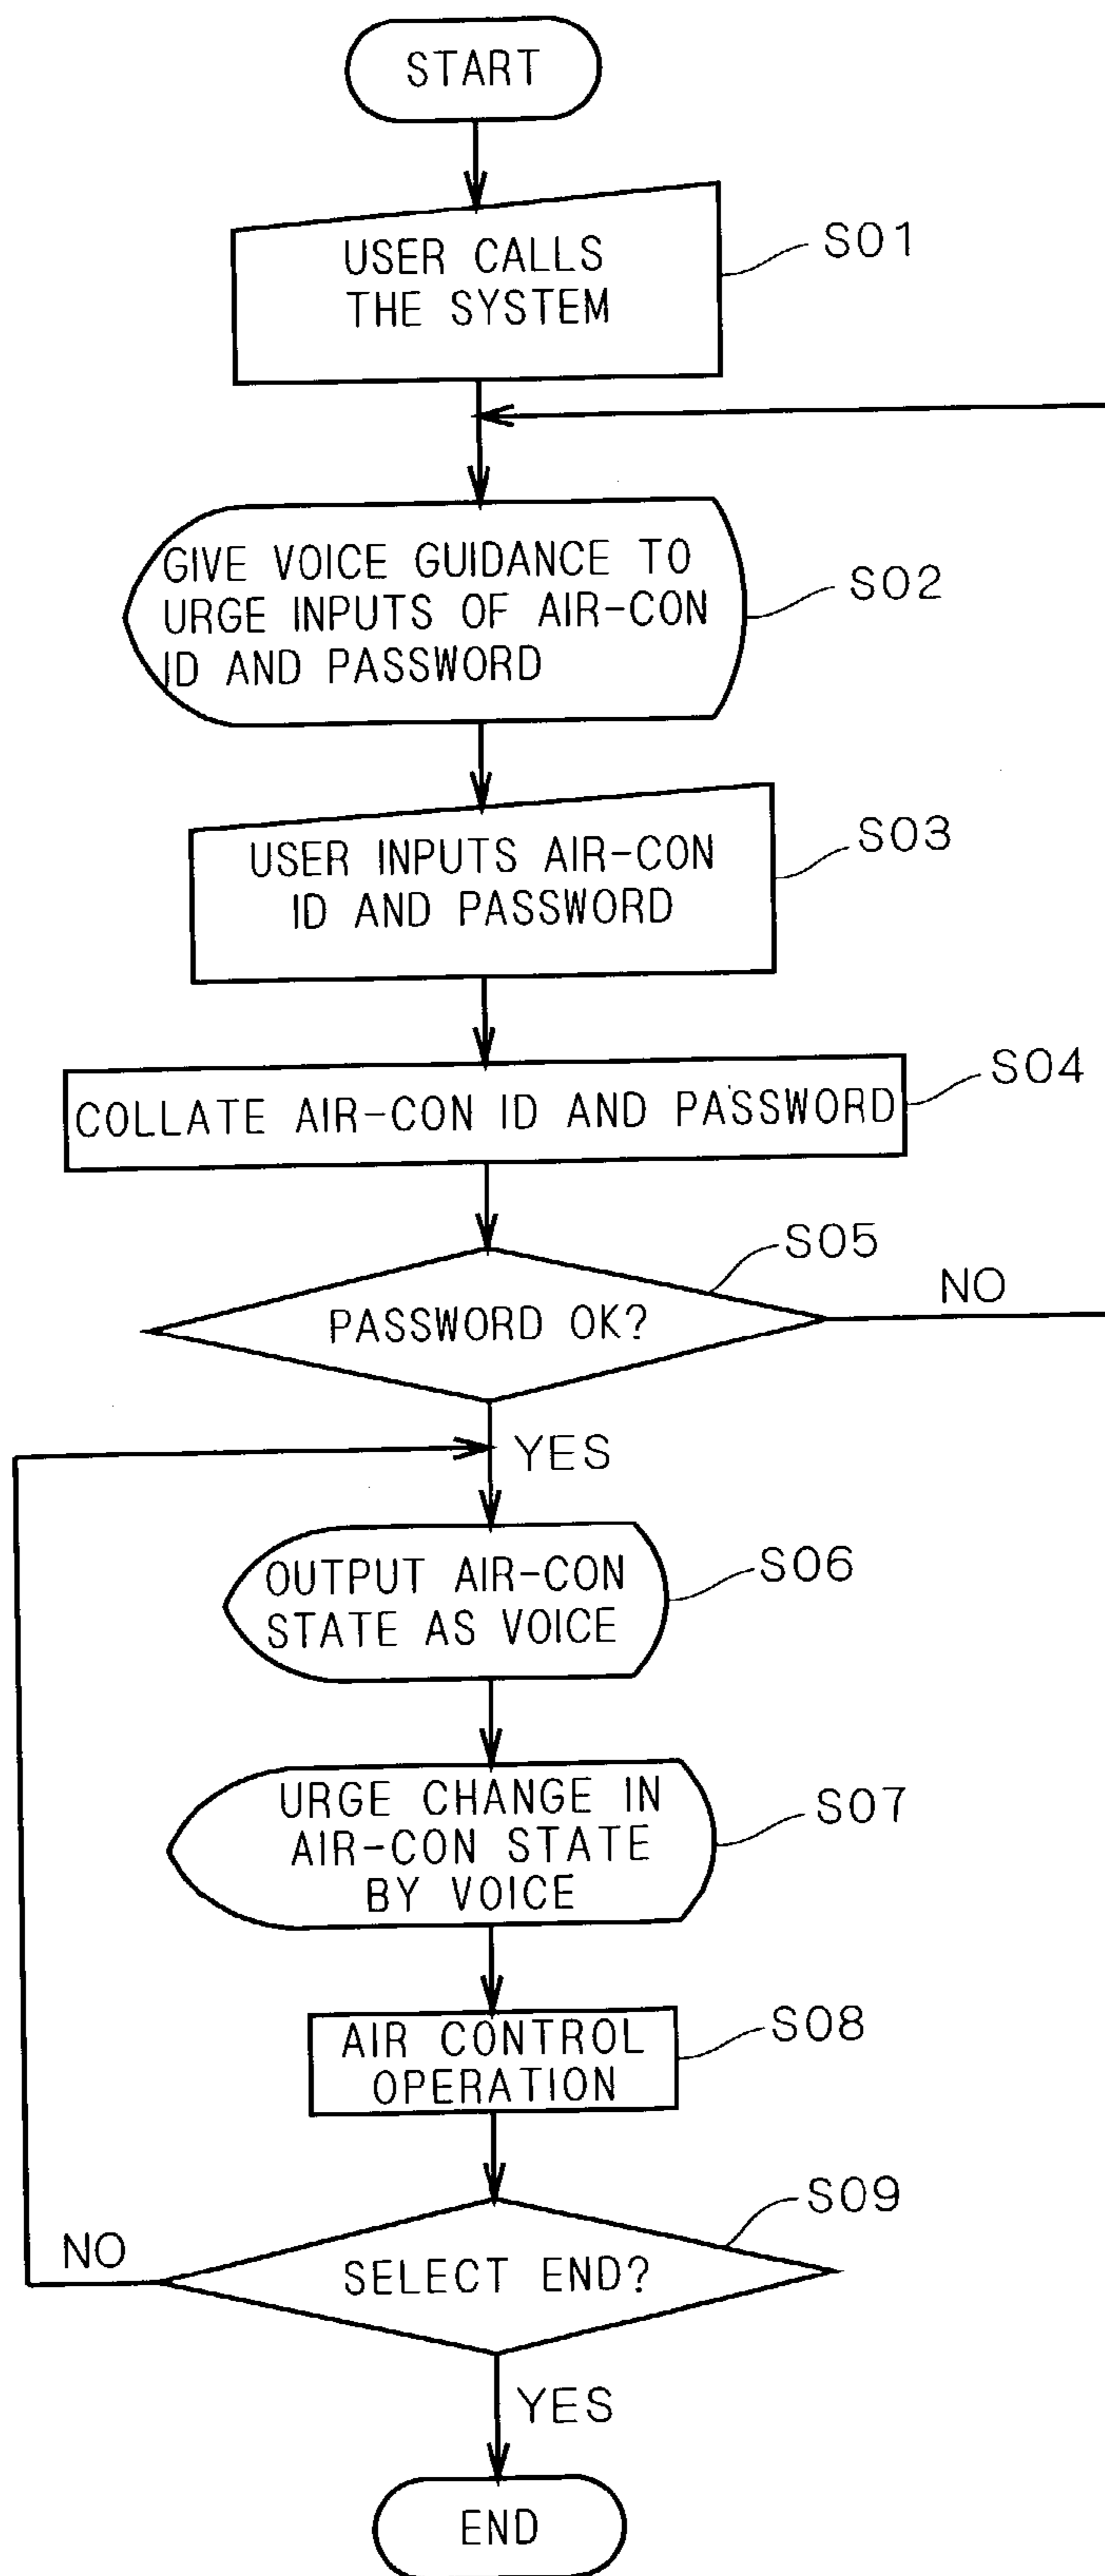 START
USER CALLS
THE SYSTEM
S01
GIVE VOICE GUIDANCE TO
URGE INPUTS OF AIR-CON
ID AND PASSWORD
S02
USER INPUTS AIR-CON
ID AND PASSWORD
S03
COLLATE AIR-CON ID AND PASSWORD
S04
PASSWORD OK?
S05
NO
YES
OUTPUT AIR-CON
STATE AS VOICE
S06
URGE CHANGE IN
AIR-CON STATE
BY VOICE
S07
AIR CONTROL
OPERATION
S08
SELECT END?
S09
NO
YES
END